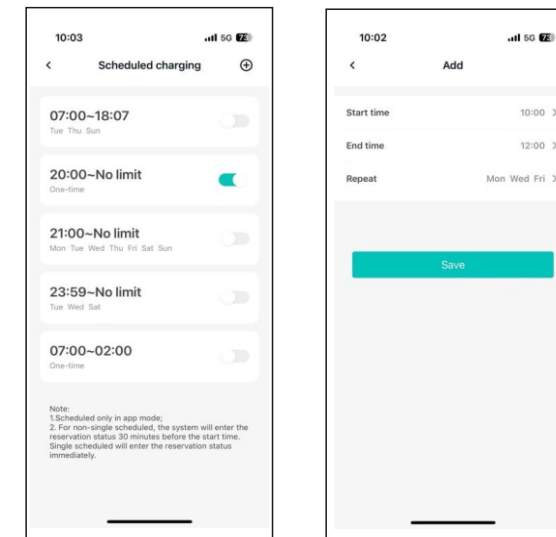 10:03
5G 73
Scheduled charging
07:00~18:07
Tue Thu Sun
20:00~No limit
One-time
21:00~No limit
Mon Tue Wed Thu Fri Sat Sun
23:59~No limit
Tue Wed Sat
07:00~02:00
One-time
Note:
1.Scheduled only in app mode;
2. For non-single scheduled, the system will enter the
reservation status 30 minutes before the start time.
Single scheduled will enter the reservation status
immediately.
10:02
5G 73
Add
Start time 10:00
End time 12:00
Repeat Mon Wed Fri
Save